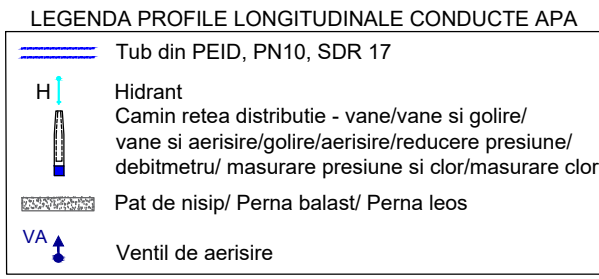 LEGENDA PROFILE LONGITUDINALE CONDUCTE APA
Tub din PEID, PN10, SDR 17
H Hidrant
Camin retea distributie - vane/vane si golire/
vane si aerisire/golire/aerisire/reducere presiune/
debitmetru/ masurare presiune si clor/masurare clor
Pat de nisip/ Perna balast/ Perna leos
VA
Ventil de aerisire